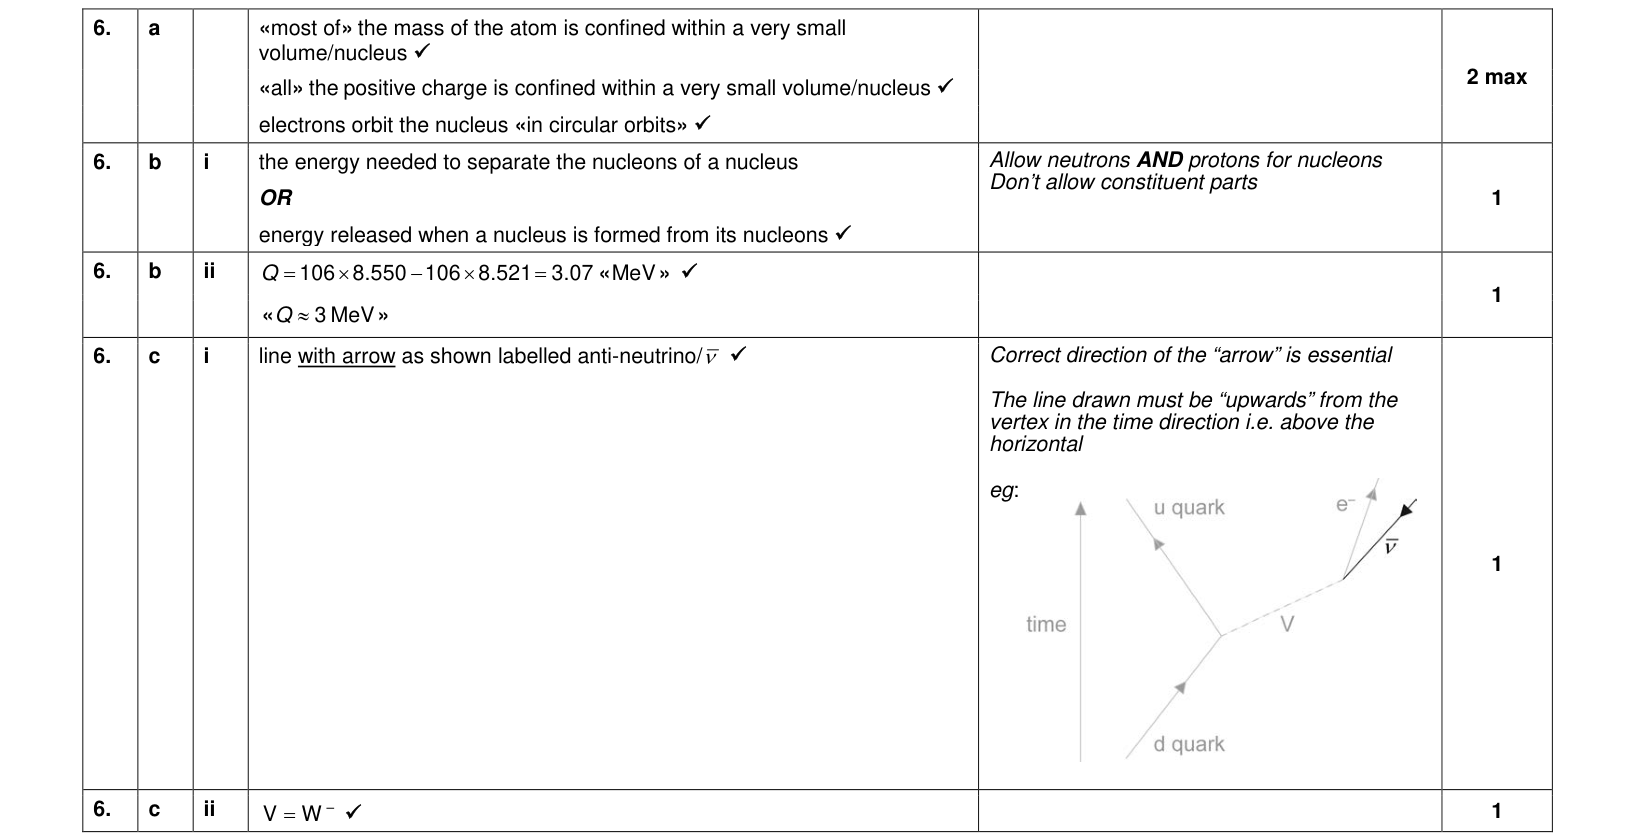 6. a «most of» the mass of the atom is confined within a very small
volume/nucleus ✓
«all» the positive charge is confined within a very small volume/nucleus ✓
electrons orbit the nucleus «in circular orbits» ✓
2 max
6. b i the energy needed to separate the nucleons of a nucleus
OR
energy released when a nucleus is formed from its nucleons ✓
Allow neutrons AND protons for nucleons
Don't allow constituent parts
1
6. b ii Q = 106 × 8.550 – 106 × 8.521 = 3.07 «MeV» ✓
«Q ≈ 3 MeV»
1
6. c i line with arrow as shown labelled anti-neutrino/ν̅ ✓
Correct direction of the “arrow” is essential
The line drawn must be “upwards” from the
vertex in the time direction i.e. above the
horizontal
eg:
u quark
e⁻
ν̅
time
V
d quark
1
6. c ii V = W⁻ ✓
1